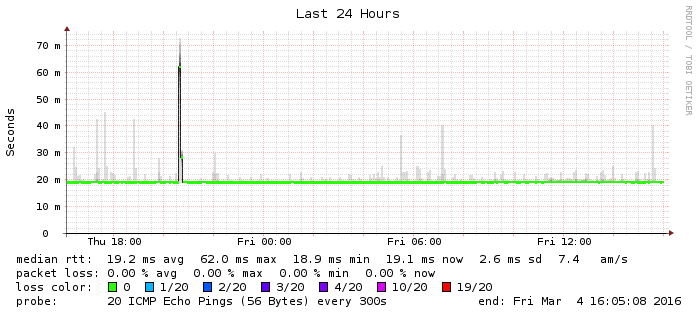 Last 24 Hours
RRDTOOL / TOBI OETIKER
Seconds
70 m
60 m
50 m
40 m
30 m
20 m
10 m
0
Thu 18:00 Fri 00:00 Fri 06:00 Fri 12:00
median rtt: 19.2 ms avg 62.0 ms max 18.9 ms min 19.1 ms now 2.6 ms sd 7.4 am/s
packet loss: 0.00 % avg 0.00 % max 0.00 % min 0.00 % now
loss color: 0 1/20 2/20 3/20 4/20 10/20 19/20
probe: 20 ICMP Echo Pings (56 Bytes) every 300s end: Fri Mar 4 16:05:08 2016